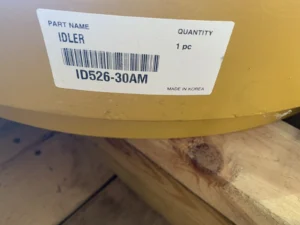 PART NAME
QUANTITY
IDLER
1 pc
ID526-30AM
MADE IN KOREA